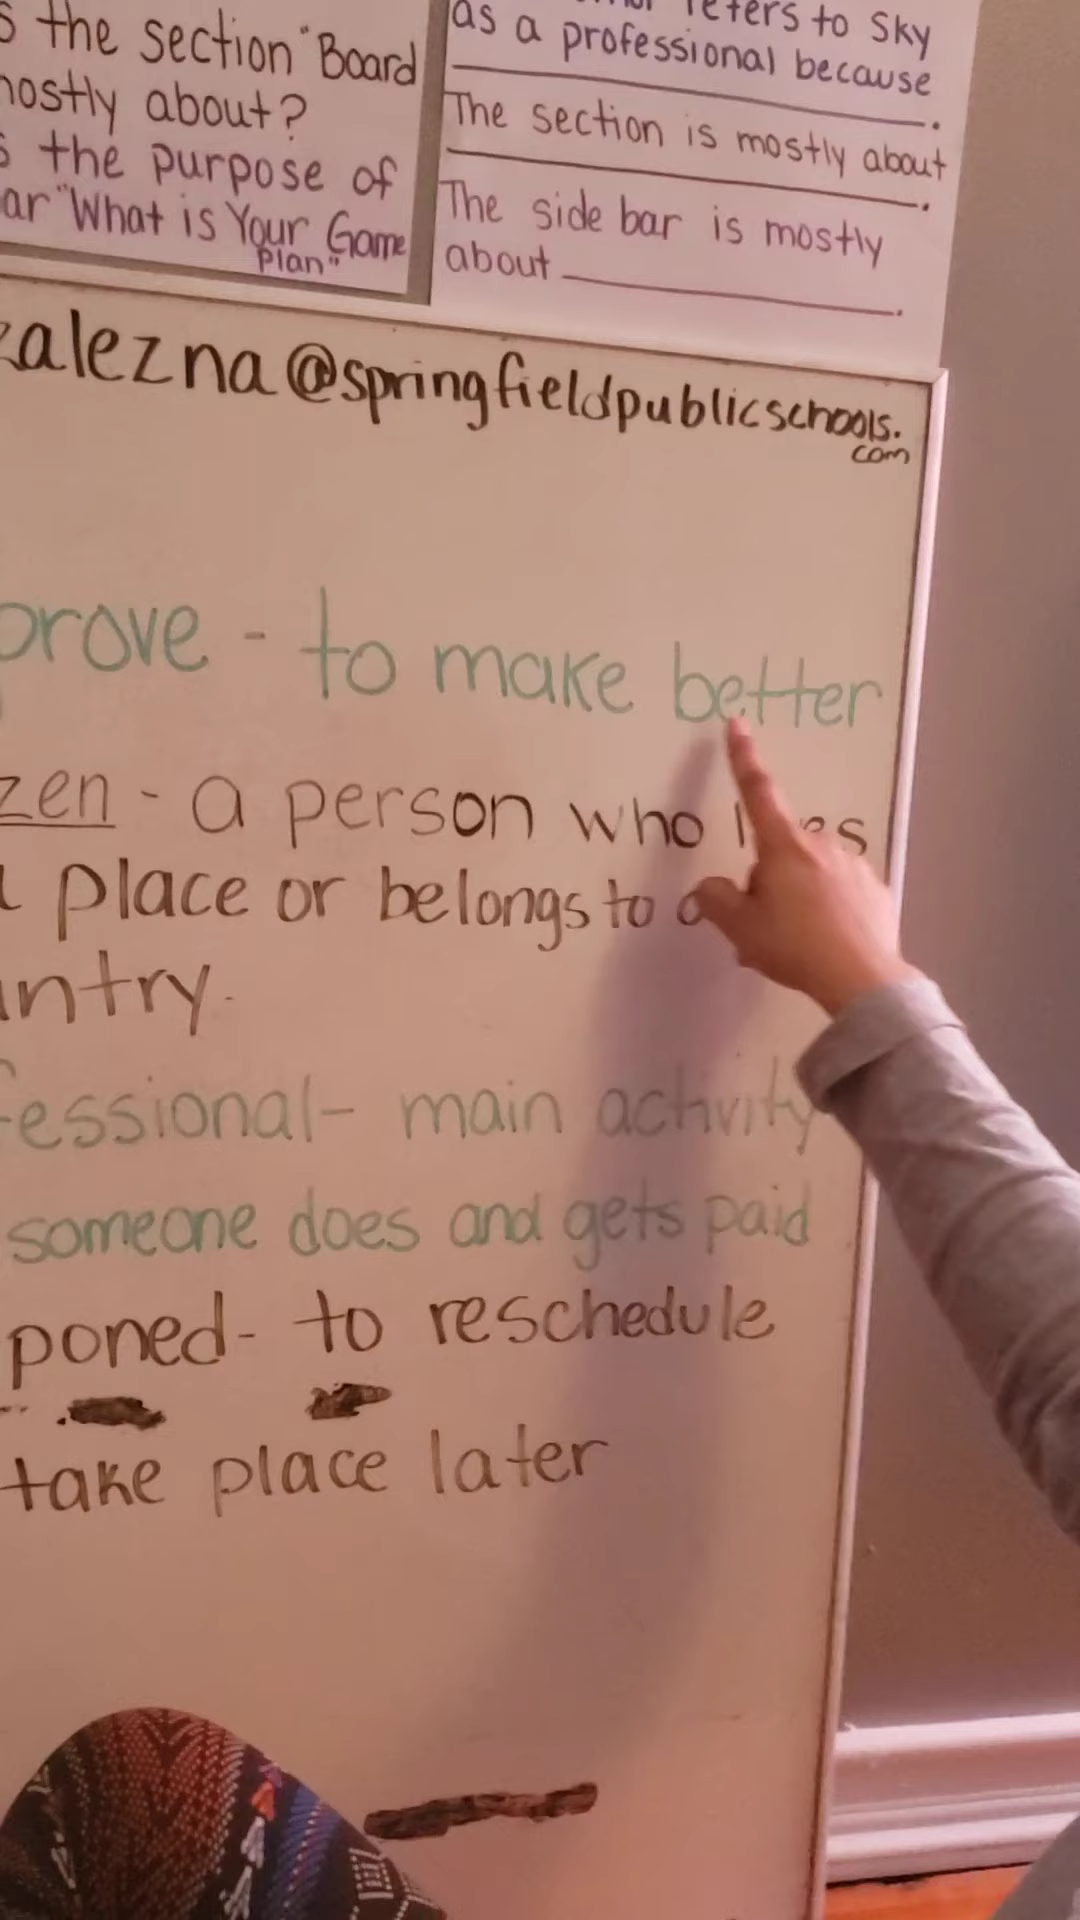 the section "Board
mostly about?
the purpose of
"What is Your Game
Plan"
refers to Sky
as a professional because
The section is mostly about
The side bar is mostly
about
alezna@springfieldpublicschools.
com
prove - to make better
zen - a person who
place or belongs to a
ntry.
fessional- main activity
someone does and gets paid
poned- to reschedule
take place later